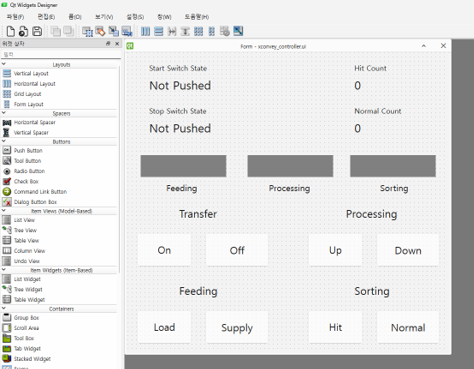 Qt Widgets Designer
파일(F) 편집(E) 폼(O) 보기(V) 설정(S) 창(W) 도움말(H)
위젯 상자
필터
Layouts
Vertical Layout
Horizontal Layout
Grid Layout
Form Layout
Spacers
Horizontal Spacer
Vertical Spacer
Buttons
Push Button
Tool Button
Radio Button
Check Box
Command Link Button
Dialog Button Box
Item Views (Model-Based)
List View
Tree View
Table View
Column View
Undo View
Item Widgets (Item-Based)
List Widget
Tree Widget
Table Widget
Containers
Group Box
Scroll Area
Tool Box
Tab Widget
Stacked Widget
Frame
Form - xconvey_controller.ui
Start Switch State Hit Count
Not Pushed 0
Stop Switch State Normal Count
Not Pushed 0
Feeding Processing Sorting
Transfer Processing
On Off Up Down
Feeding Sorting
Load Supply Hit Normal